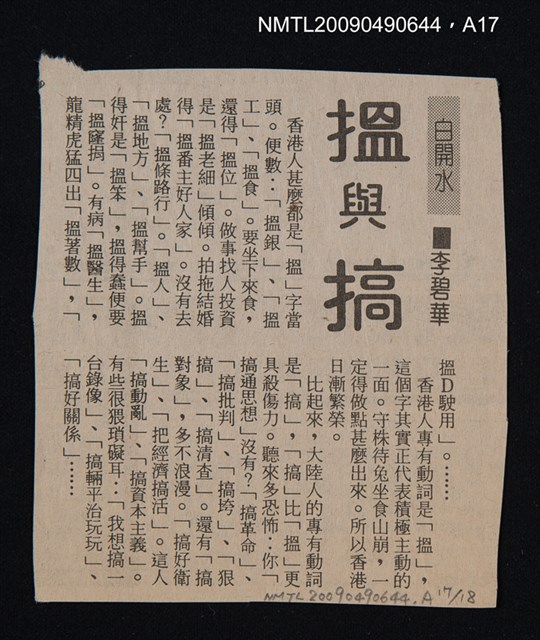 NMTL20090490644，A17
白開水
搵與搞
■李碧華
香港人甚麼都是「搵」字當
頭。便數：「搵銀」、「搵
工」、「搵食」。要坐下來食，
還得「搵位」。做事找人投資
是「搵老細」傾傾。拍拖結婚
得「搵番主好人家」。沒有去
處？「搵條路行」。「搵人」、
「搵地方」、「搵幫手」。搵
得奸是「搵笨」，搵得蠢便要
「搵窿捐」。有病「搵醫生」，
龍精虎猛四出「搵著數」，「
搵D駛用」。……
香港人專有動詞是「搵」，
這個字其實正代表積極主動的
一面。守株待兔坐食山崩，一
定得做點甚麼出來。所以香港
日漸繁榮。
比起來，大陸人的專有動詞
是「搞」，「搞」比「搵」更
具殺傷力。聽來多恐怖：你「
搞通思想」沒有？「搞革命」、
「搞批判」、「搞垮」、「狠
搞」、「搞清查」。還有「搞
對象」，多不浪漫。「搞好衛
生」、「把經濟搞活」。這人
「搞動亂」、「搞資本主義」。
有些很猥瑣礙耳：「我想搞一
台錄像」、「搞輛平治玩玩」、
「搞好關係」……
NMTL20090490644.A17/18